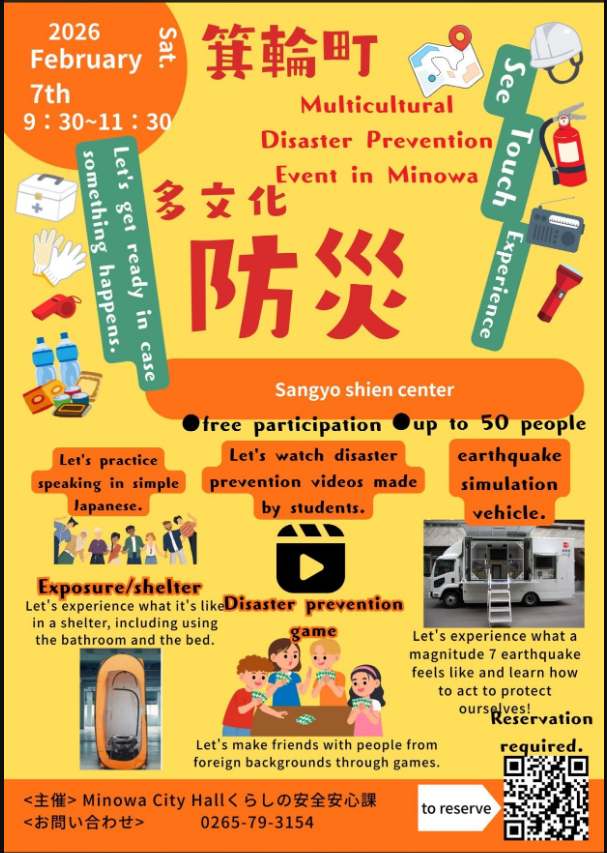 2026
February
7th
Sat.
9：30~11：30
箕輪町
Multicultural
Disaster Prevention
Event in Minowa
多文化
防災
Let's get ready in case
something happens.
See Touch Experience
Sangyo shien center
●free participation ●up to 50 people
Let's practice
speaking in simple
Japanese.
Let's watch disaster
prevention videos made
by students.
earthquake
simulation
vehicle.
Exposure/shelter
Let's experience what it's like
in a shelter, including using
the bathroom and the bed.
Disaster prevention
game
Let's make friends with people from
foreign backgrounds through games.
Let's experience what a
magnitude 7 earthquake
feels like and learn how
to act to protect
ourselves!
Reservation
required.
<主催> Minowa City Hallくらしの安全安心課
<お問い合わせ> 0265-79-3154
to reserve